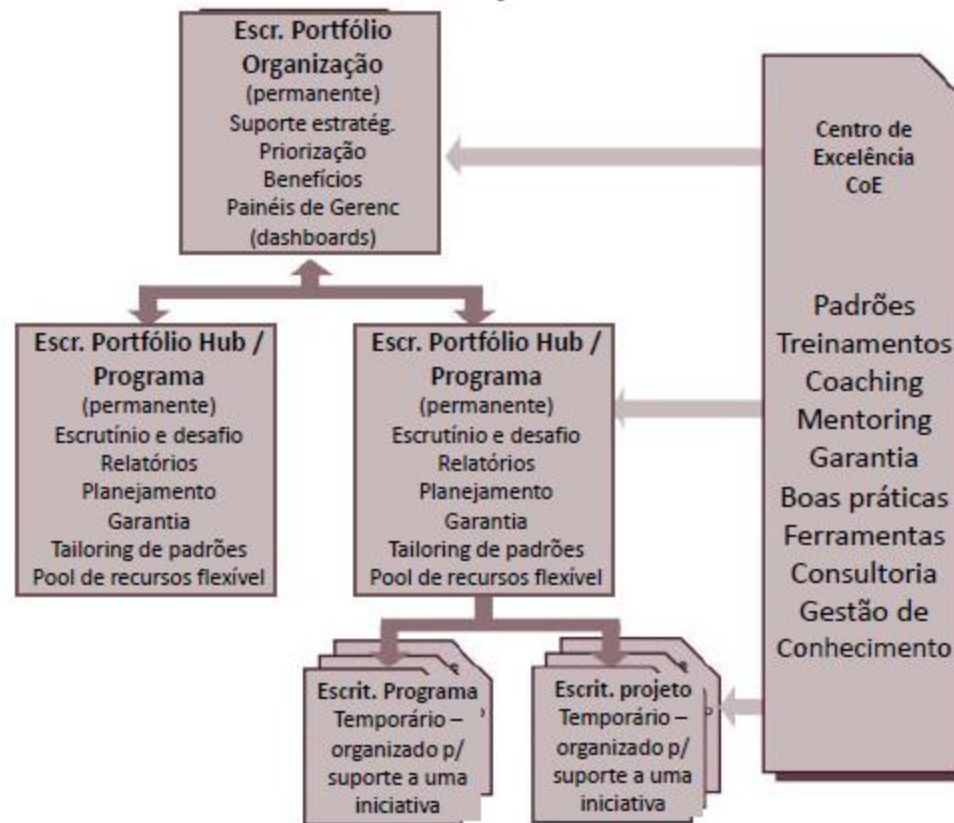 Escr. Portfólio
Organização
(permanente)
Suporte estratég.
Priorização
Benefícios
Painéis de Gerenc
(dashboards)
Centro de
Excelência
CoE
Padrões
Treinamentos
Coaching
Mentoring
Garantia
Boas práticas
Ferramentas
Consultoria
Gestão de
Conhecimento
Escr. Portfólio Hub /
Programa
(permanente)
Escrutínio e desafio
Relatórios
Planejamento
Garantia
Tailoring de padrões
Pool de recursos flexível
Escr. Portfólio Hub /
Programa
(permanente)
Escrutínio e desafio
Relatórios
Planejamento
Garantia
Tailoring de padrões
Pool de recursos flexível
Escrit. Programa
Temporário –
organizado p/
suporte a uma
iniciativa
Escrit. projeto
Temporário –
organizado p/
suporte a uma
iniciativa